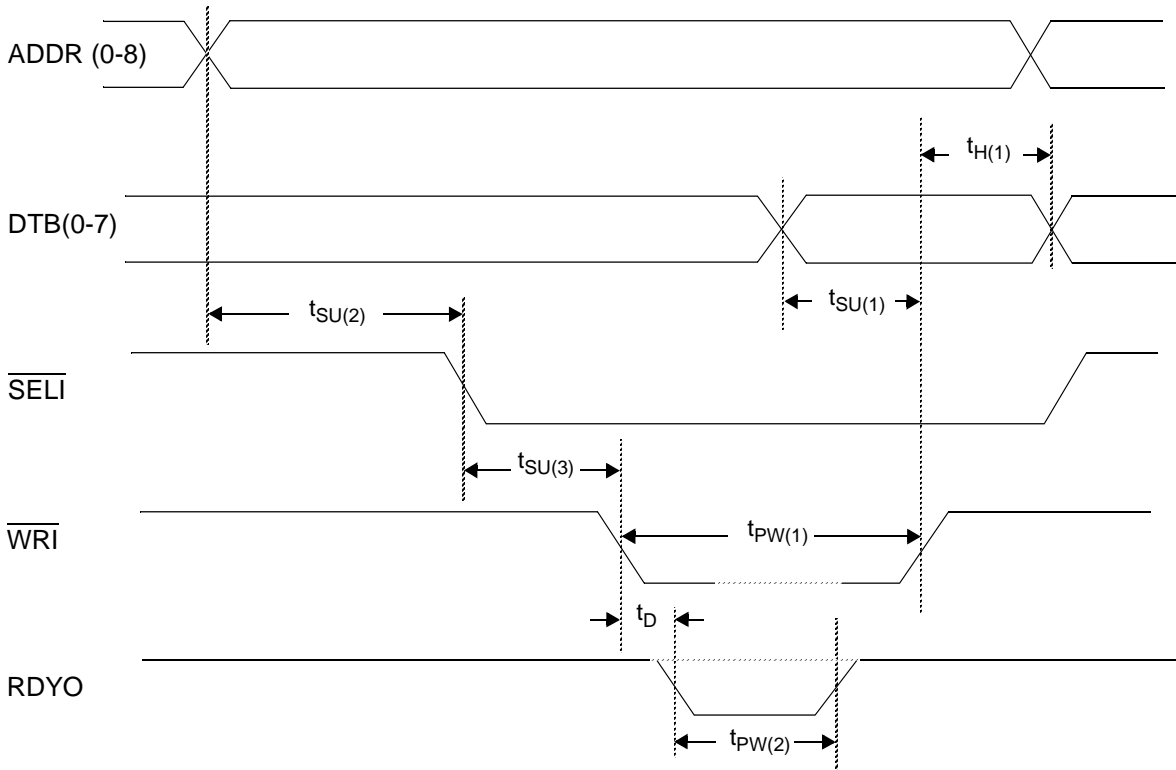 ADDR (0-8)
tH(1)
DTB(0-7)
tSU(1)
tSU(2)
SELI
tSU(3)
WRI
tPW(1)
tD
RDYO
tPW(2)